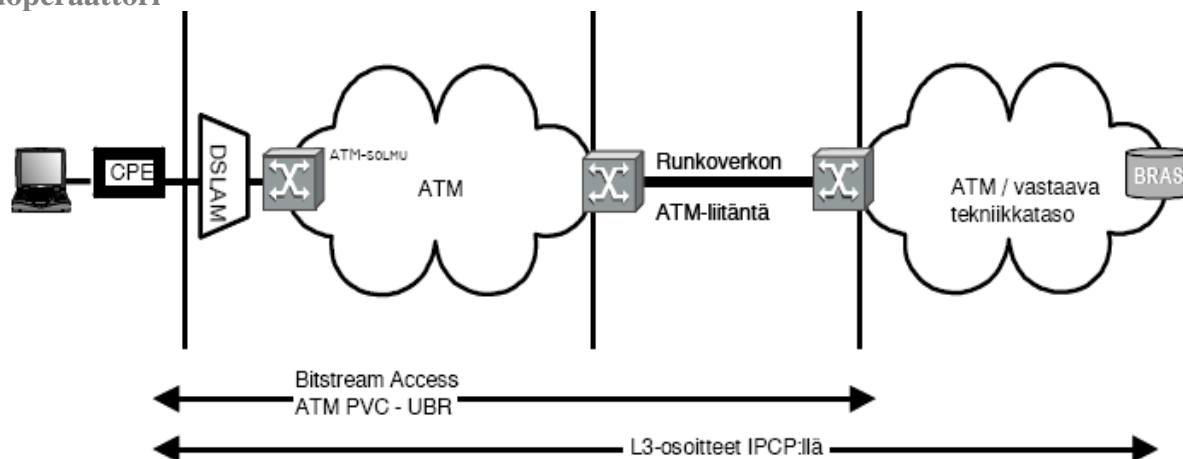 CPE
DSLAM
ATM-SOLMU
ATM
Runkoverkon
ATM-liitäntä
ATM / vastaava
tekniikkataso
BRAS
Bitstream Access
ATM PVC - UBR
L3-osoitteet IPCP:llä